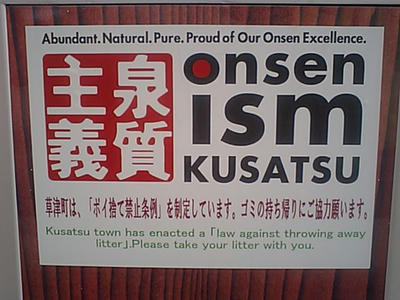 Abundant. Natural. Pure. Proud of Our Onsen Excellence.
泉質
主義
onsen
ism
KUSATSU
草津町は、「ポイ捨て禁止条例」を制定しています。ゴミの持ち帰りにご協力願います。
Kusatsu town has enacted a「law against throwing away
litter」.Please take your litter with you.